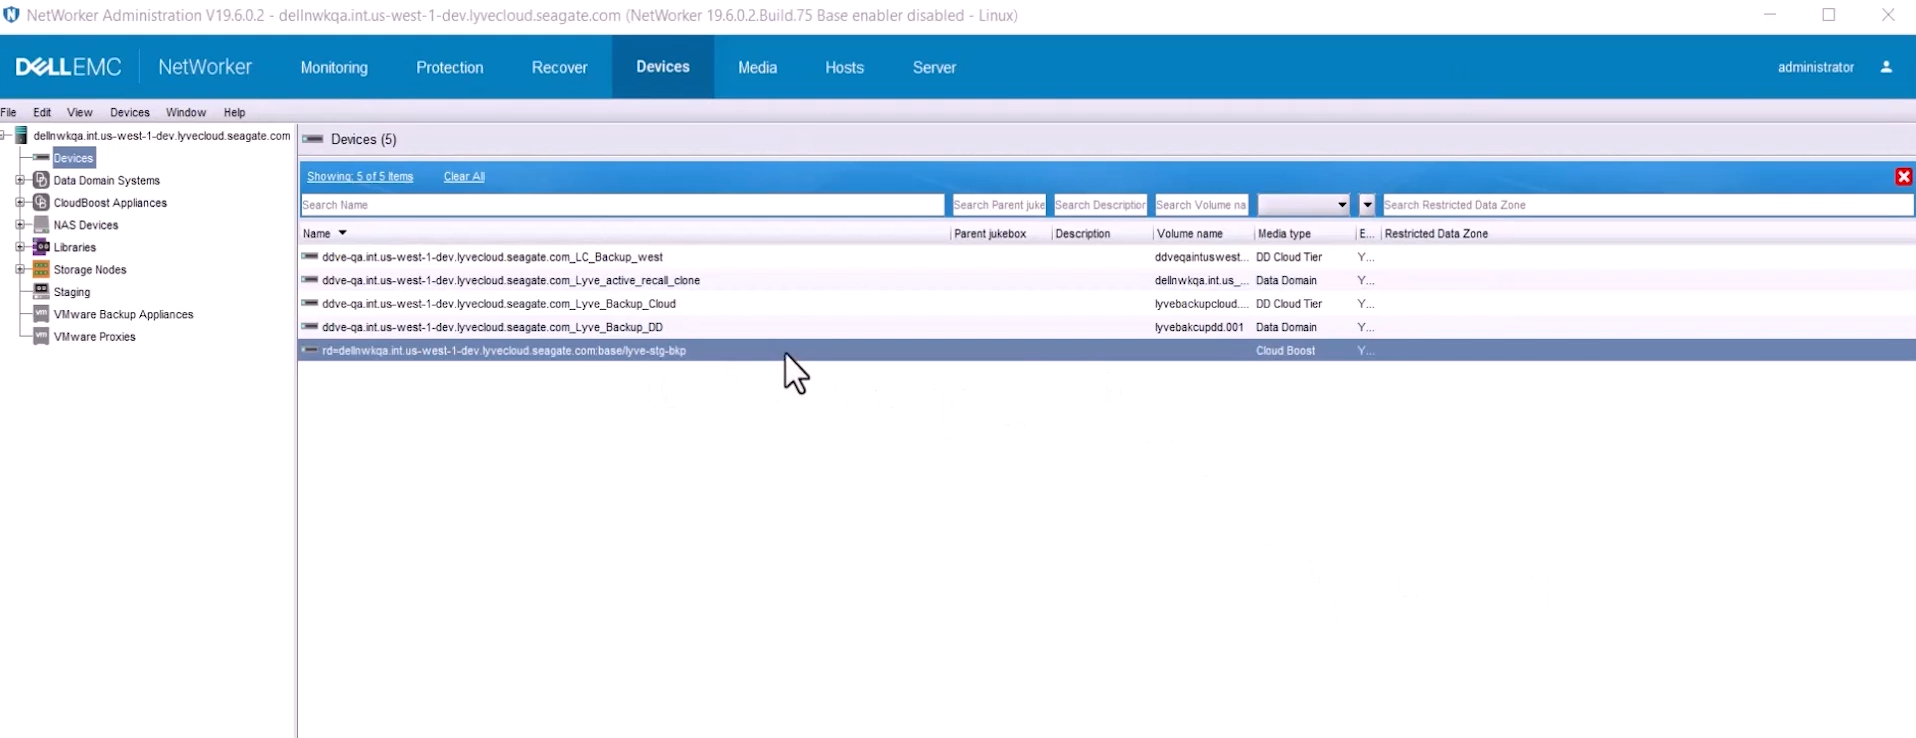 NetWorker Administration V19.6.0.2 - dellnwkqa.int.us-west-1-dev.lyvecloud.seagate.com (NetWorker 19.6.0.2.Build.75 Base enabler disabled - Linux)
DELLEMC NetWorker Monitoring Protection Recover Devices Media Hosts Server administrator
File Edit View Devices Window Help
dellnwkqa.int.us-west-1-dev.lyvecloud.seagate.com
Devices
Data Domain Systems
CloudBoost Appliances
NAS Devices
Libraries
Storage Nodes
Staging
VMware Backup Appliances
VMware Proxies
Devices (5)
Showing: 5 of 5 Items Clear All
Search Name Search Parent juke Search Description Search Volume na Search Restricted Data Zone
Name Parent jukebox Description Volume name Media type E... Restricted Data Zone
ddve-qa.int.us-west-1-dev.lyvecloud.seagate.com_LC_Backup_west ddveqaintuswest... DD Cloud Tier Y...
ddve-qa.int.us-west-1-dev.lyvecloud.seagate.com_Lyve_active_recall_clone dellnwkqa.int.us_... Data Domain Y...
ddve-qa.int.us-west-1-dev.lyvecloud.seagate.com_Lyve_Backup_Cloud lyvebackupcloud.... DD Cloud Tier Y...
ddve-qa.int.us-west-1-dev.lyvecloud.seagate.com_Lyve_Backup_DD lyvebakcupdd.001 Data Domain Y...
rd=dellnwkqa.int.us-west-1-dev.lyvecloud.seagate.com:base/lyve-stg-bkp Cloud Boost Y...